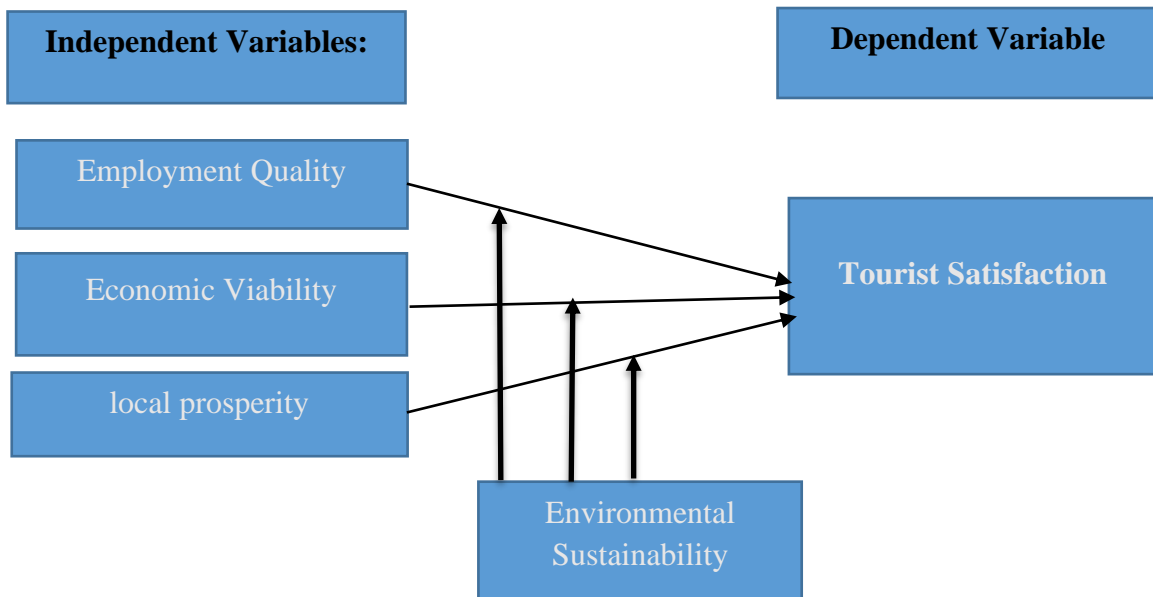 Independent Variables:
Dependent Variable
Employment Quality
Economic Viability
local prosperity
Tourist Satisfaction
Environmental
Sustainability